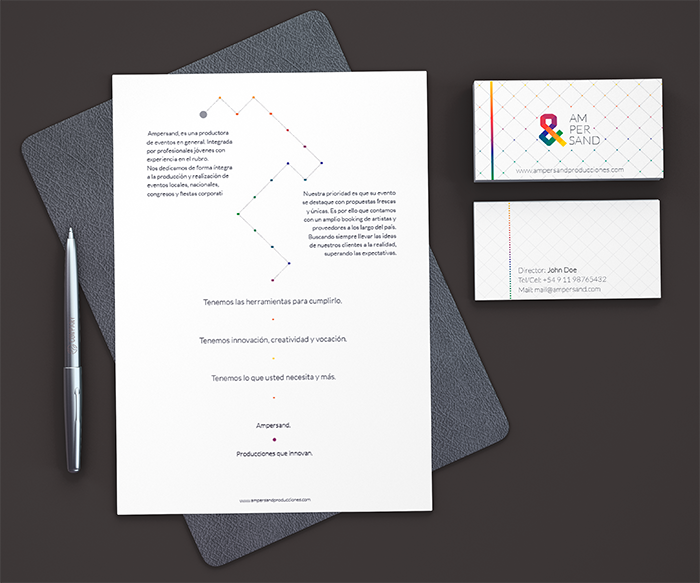 Ampersand, es una productora
de eventos en general. Integrada
por profesionales jóvenes con
experiencia en el rubro.
Nos dedicamos de forma íntegra
a la producción y realización de
eventos locales, nacionales,
congresos y fiestas corporati
Nuestra prioridad es que su evento
se destaque con propuestas frescas
y únicas. Es por ello que contamos
con un amplio booking de artistas y
proveedores a los largo del país.
Buscando siempre llevar las ideas
de nuestros clientes a la realidad,
superando las expectativas.
Tenemos las herramientas para cumplirlo.
Tenemos innovación, creatividad y vocación.
Tenemos lo que usted necesita y más.
Ampersand.
Producciones que innovan.
www.ampersandproducciones.com
&
AM
PER
SAND
www.ampersandproducciones.com
Director: John Doe
Tel/Cel: +54 9 11 98765432
Mail: mail@ampersand.com